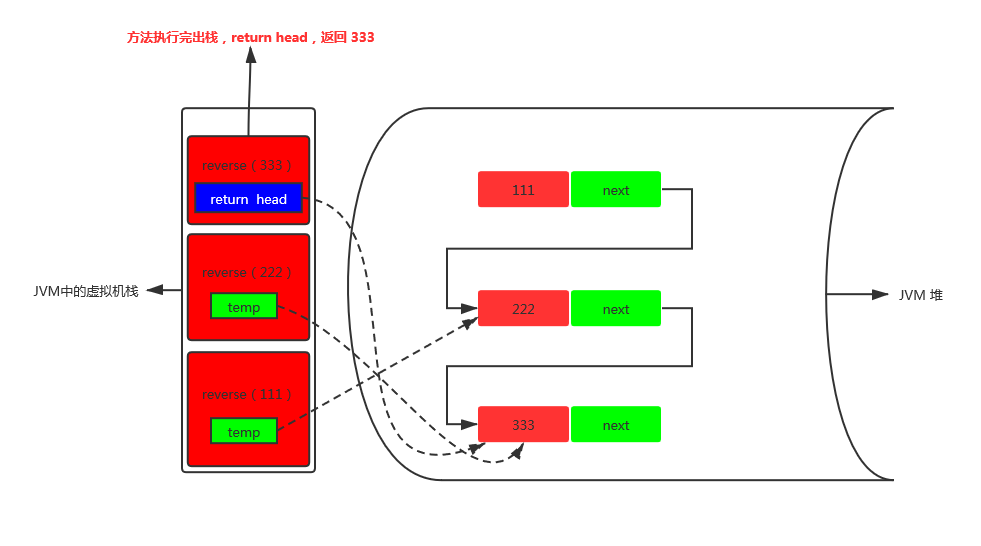 方法执行完出栈，return head，返回 333
reverse（333）
return head
reverse（222）
temp
reverse（111）
temp
JVM中的虚拟机栈
111 next
222 next
333 next
JVM 堆